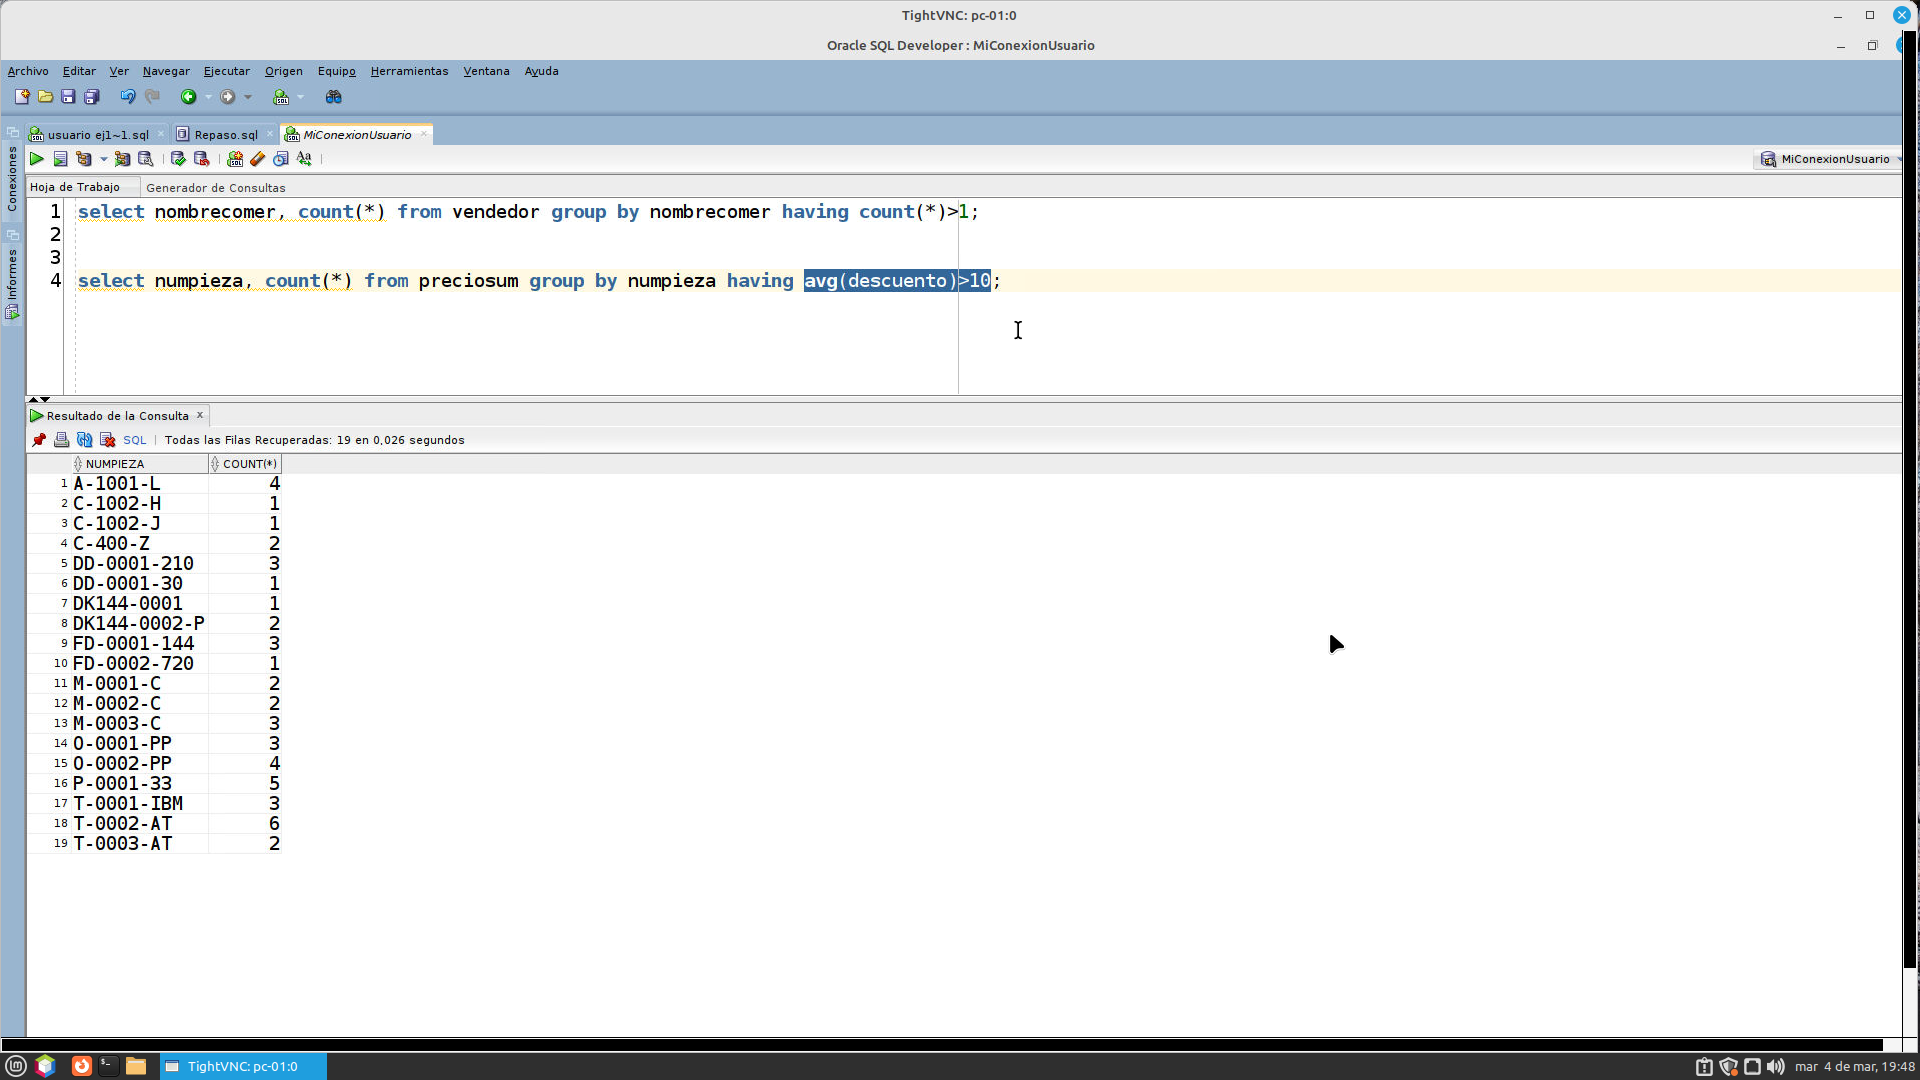 TightVNC: pc-01:0
Oracle SQL Developer : MiConexionUsuario
Archivo Editar Ver Navegar Ejecutar Origen Equipo Herramientas Ventana Ayuda
usuario ej1~1.sql Repaso.sql MiConexionUsuario
MiConexionUsuario
Conexiones
Informes
Hoja de Trabajo Generador de Consultas
1 select nombrecomer, count(*) from vendedor group by nombrecomer having count(*)>1;
2
3
4 select numpieza, count(*) from preciosum group by numpieza having avg(descuento)>10;
Resultado de la Consulta x
SQL | Todas las Filas Recuperadas: 19 en 0,026 segundos
NUMPIEZA COUNT(*)
1 A-1001-L 4
2 C-1002-H 1
3 C-1002-J 1
4 C-400-Z 2
5 DD-0001-210 3
6 DD-0001-30 1
7 DK144-0001 1
8 DK144-0002-P 2
9 FD-0001-144 3
10 FD-0002-720 1
11 M-0001-C 2
12 M-0002-C 2
13 M-0003-C 3
14 O-0001-PP 3
15 O-0002-PP 4
16 P-0001-33 5
17 T-0001-IBM 3
18 T-0002-AT 6
19 T-0003-AT 2
TightVNC: pc-01:0
mar 4 de mar, 19:48